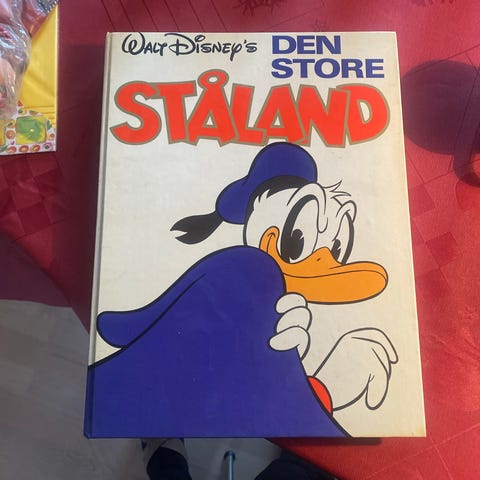 WALT DISNEY'S
DEN
STORE
STÅLAND